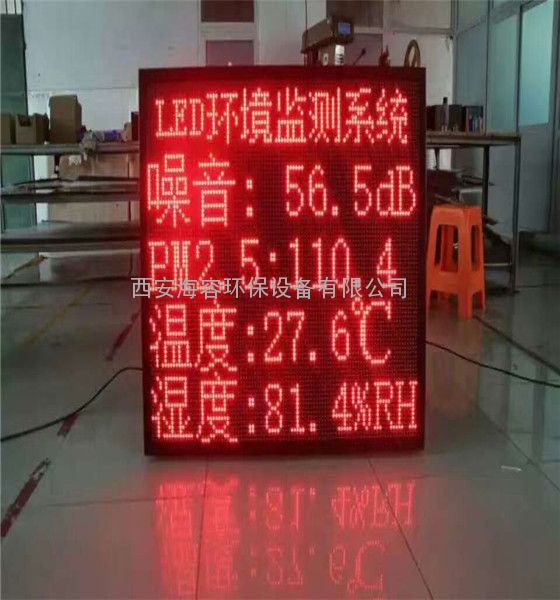 LED环境监测系统
噪音: 56.5dB
PM2.5:110.4
西安海容环保设备有限公司
温度:27.6℃
湿度:81.4%RH